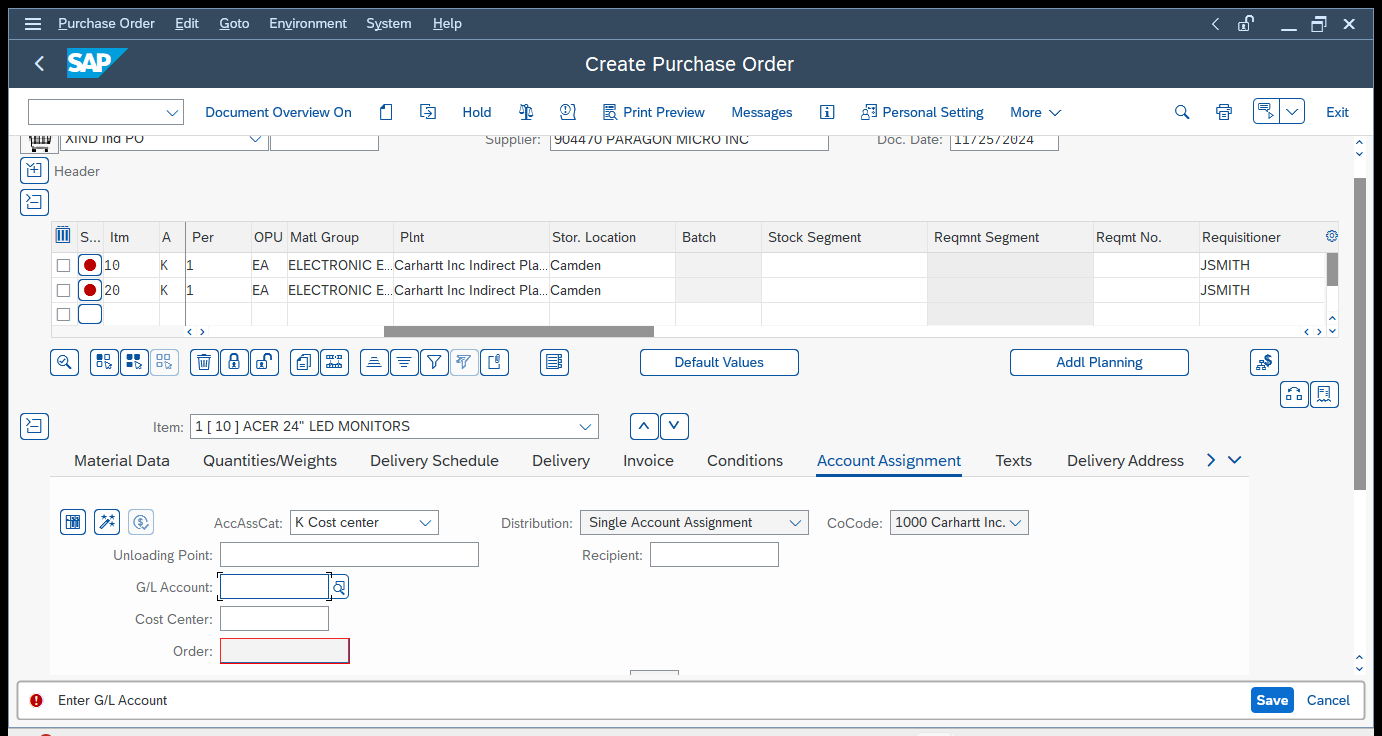 Purchase Order Edit Goto Environment System Help
SAP Create Purchase Order
Document Overview On Hold Print Preview Messages Personal Setting More Exit
XIND Ind PO Supplier: 904470 PARAGON MICRO INC Doc. Date: 11/25/2024
Header
S... Itm A Per OPU Matl Group Plnt Stor. Location Batch Stock Segment Reqmnt Segment Reqmt No. Requisitioner
10 K 1 EA ELECTRONIC E... Carhartt Inc Indirect Pla... Camden JSMITH
20 K 1 EA ELECTRONIC E... Carhartt Inc Indirect Pla... Camden JSMITH
Default Values Addl Planning
Item: 1 [ 10 ] ACER 24" LED MONITORS
Material Data Quantities/Weights Delivery Schedule Delivery Invoice Conditions Account Assignment Texts Delivery Address
AccAssCat: K Cost center Distribution: Single Account Assignment CoCode: 1000 Carhartt Inc.
Unloading Point: Recipient:
G/L Account:
Cost Center:
Order:
Enter G/L Account Save Cancel